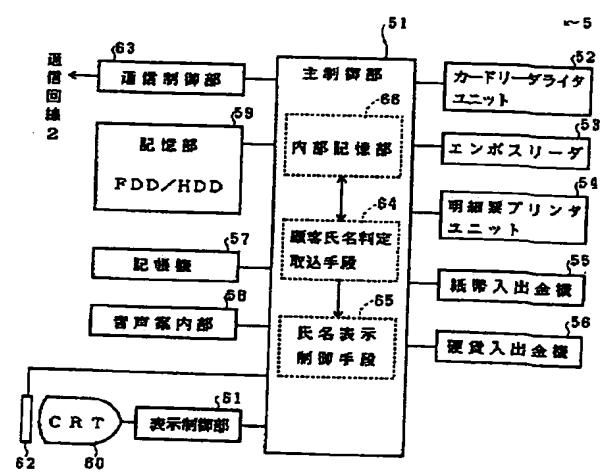 51
~5
63
通信制御部
通
信
回
線
2
主制御部
52
カードリーダライタ
ユニット
59
記憶部
FDD/HDD
66
内部記憶部
53
エンボスリーダ
54
明細票プリンタ
ユニット
64
顧客氏名判定
取込手段
57
記帳機
55
紙幣入出金機
58
音声案内部
65
氏名表示
制御手段
56
硬貨入出金機
61
CRT
表示制御部
62
60